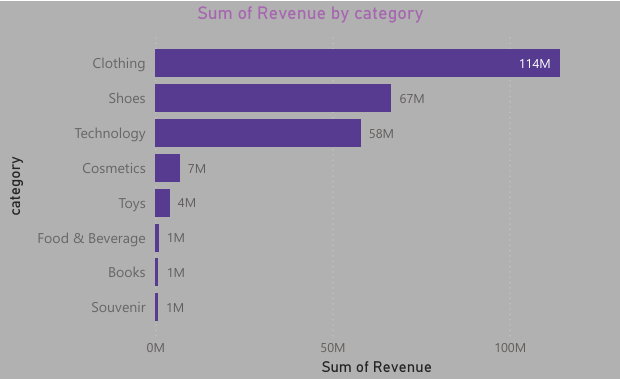 Sum of Revenue by category
Clothing 114M
Shoes 67M
Technology 58M
Cosmetics 7M
Toys 4M
Food & Beverage 1M
Books 1M
Souvenir 1M
category
0M 50M 100M
Sum of Revenue